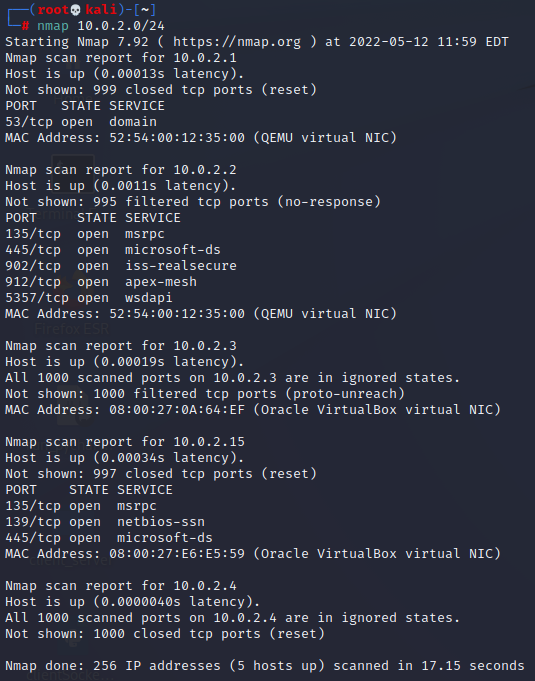 ┌──(root💀kali)-[~]
└─# nmap 10.0.2.0/24
Starting Nmap 7.92 ( https://nmap.org ) at 2022-05-12 11:59 EDT
Nmap scan report for 10.0.2.1
Host is up (0.00013s latency).
Not shown: 999 closed tcp ports (reset)
PORT   STATE SERVICE
53/tcp open  domain
MAC Address: 52:54:00:12:35:00 (QEMU virtual NIC)

Nmap scan report for 10.0.2.2
Host is up (0.0011s latency).
Not shown: 995 filtered tcp ports (no-response)
PORT     STATE SERVICE
135/tcp  open  msrpc
445/tcp  open  microsoft-ds
902/tcp  open  iss-realsecure
912/tcp  open  apex-mesh
5357/tcp open  wsdapi
MAC Address: 52:54:00:12:35:00 (QEMU virtual NIC)

Nmap scan report for 10.0.2.3
Host is up (0.00019s latency).
All 1000 scanned ports on 10.0.2.3 are in ignored states.
Not shown: 1000 filtered tcp ports (proto-unreach)
MAC Address: 08:00:27:0A:64:EF (Oracle VirtualBox virtual NIC)

Nmap scan report for 10.0.2.15
Host is up (0.00034s latency).
Not shown: 997 closed tcp ports (reset)
PORT    STATE SERVICE
135/tcp open  msrpc
139/tcp open  netbios-ssn
445/tcp open  microsoft-ds
MAC Address: 08:00:27:E6:E5:59 (Oracle VirtualBox virtual NIC)

Nmap scan report for 10.0.2.4
Host is up (0.0000040s latency).
All 1000 scanned ports on 10.0.2.4 are in ignored states.
Not shown: 1000 closed tcp ports (reset)

Nmap done: 256 IP addresses (5 hosts up) scanned in 17.15 seconds